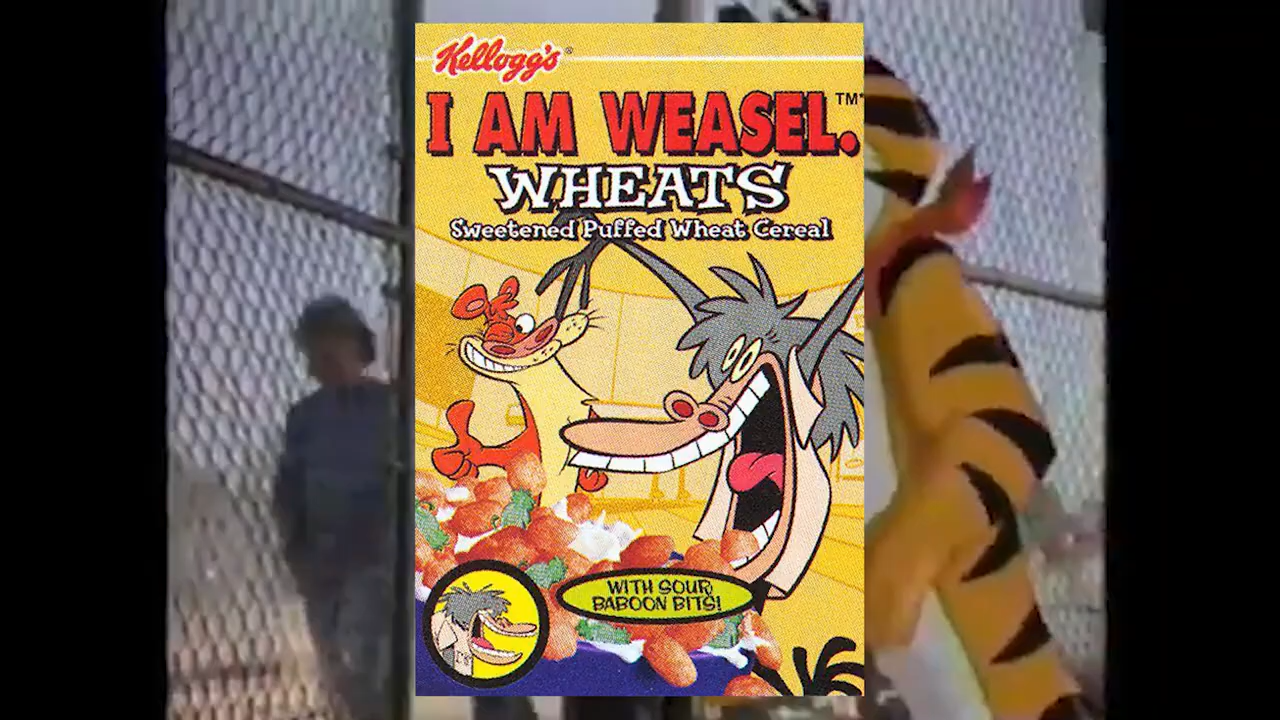 Kellogg's®
I AM WEASEL.™*
WHEATS
Sweetened Puffed Wheat Cereal
WITH SOUR
BABOON BITS!